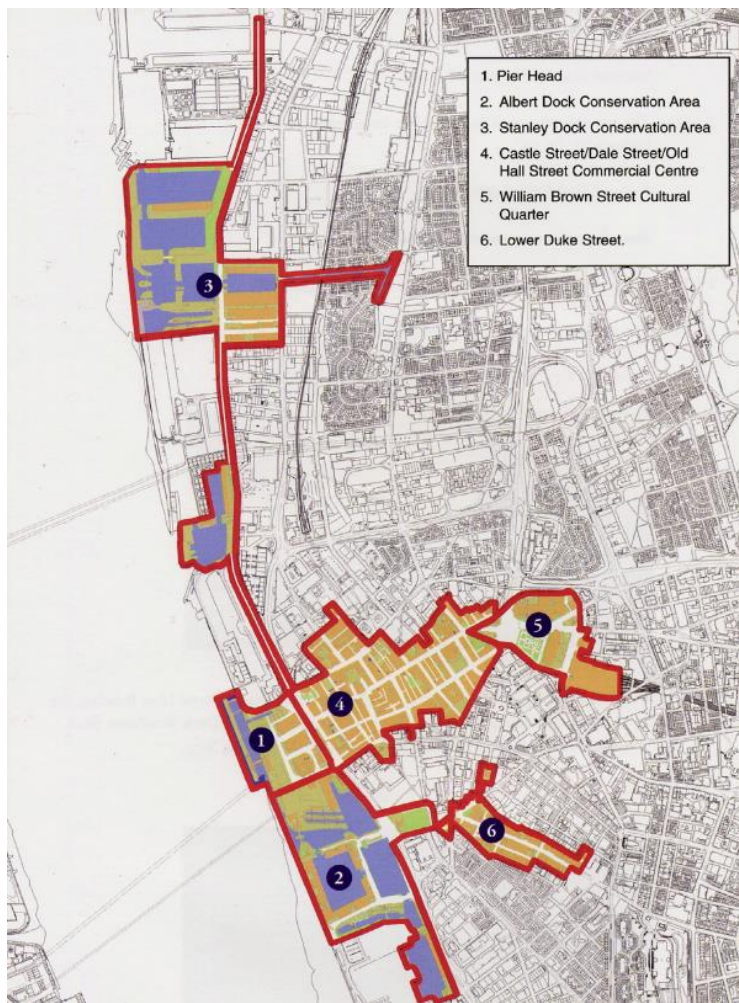 1. Pier Head
2. Albert Dock Conservation Area
3. Stanley Dock Conservation Area
4. Castle Street/Dale Street/Old
Hall Street Commercial Centre
5. William Brown Street Cultural
Quarter
6. Lower Duke Street.
3
5
4
1
6
2